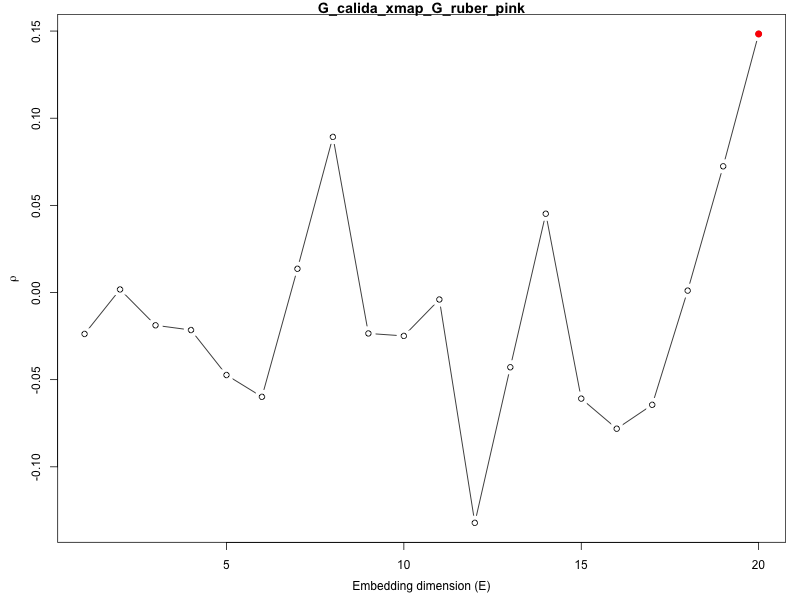 G_calida_xmap_G_ruber_pink
0.15
0.10
0.05
0.00
-0.05
-0.10
ρ
5 10 15 20
Embedding dimension (E)